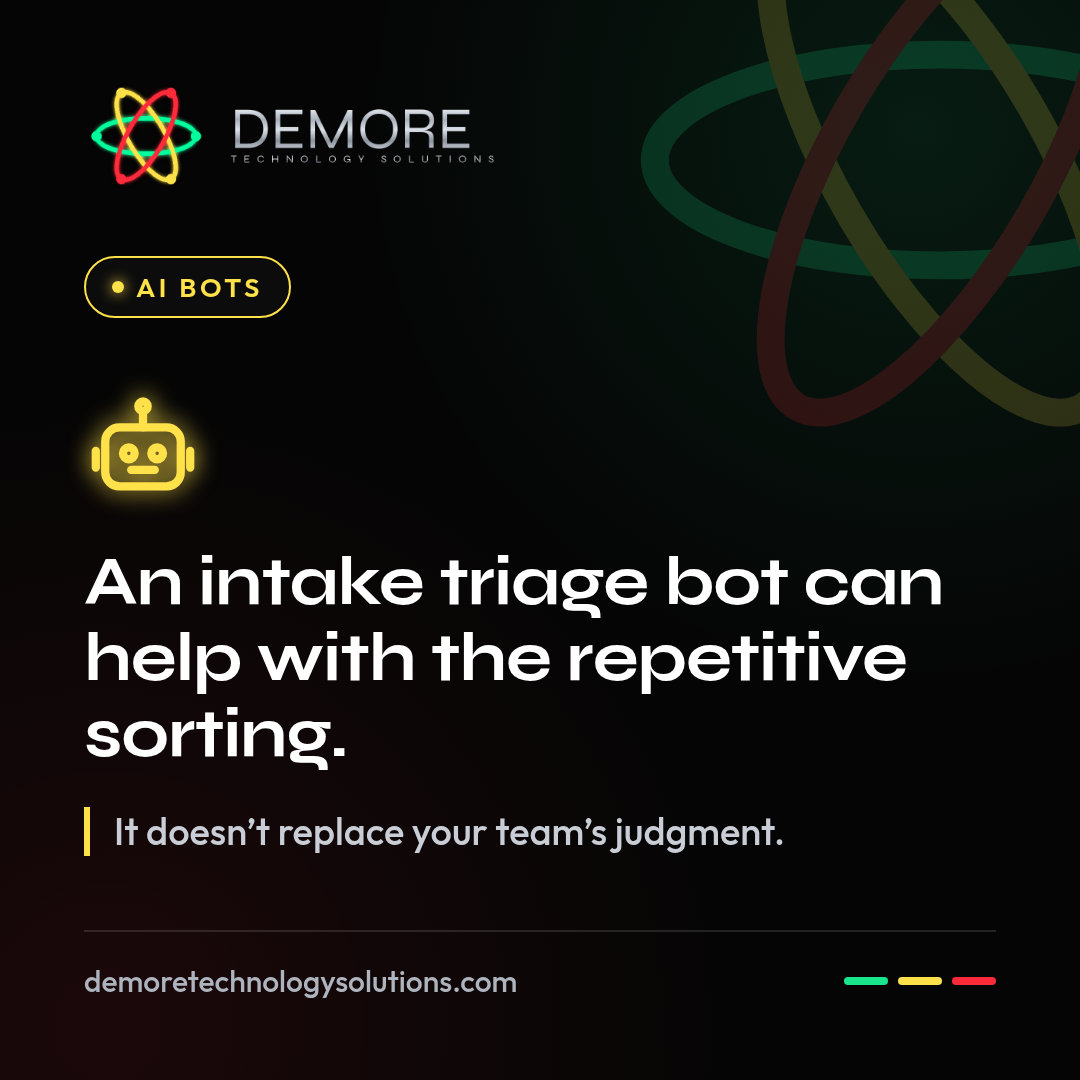 DEMORE
TECHNOLOGY SOLUTIONS
AI BOTS
An intake triage bot can
help with the repetitive
sorting.
It doesn’t replace your team’s judgment.
demoretechnologysolutions.com